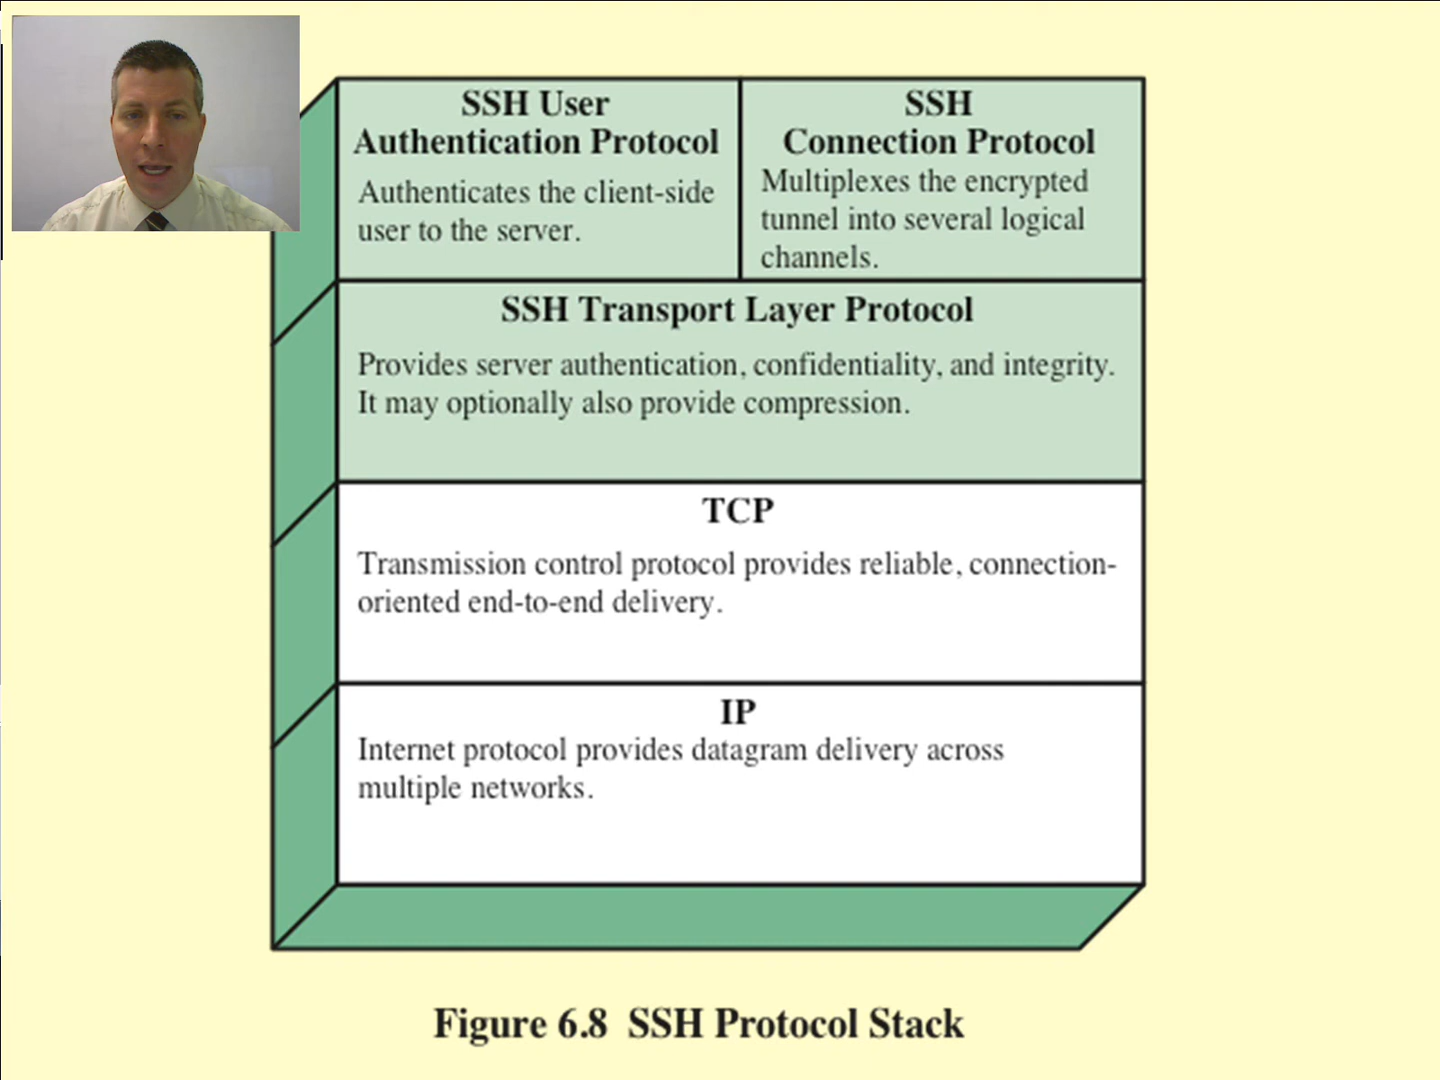 SSH User
Authentication Protocol
Authenticates the client-side
user to the server.
SSH
Connection Protocol
Multiplexes the encrypted
tunnel into several logical
channels.
SSH Transport Layer Protocol
Provides server authentication, confidentiality, and integrity.
It may optionally also provide compression.
TCP
Transmission control protocol provides reliable, connection-
oriented end-to-end delivery.
IP
Internet protocol provides datagram delivery across
multiple networks.
Figure 6.8 SSH Protocol Stack